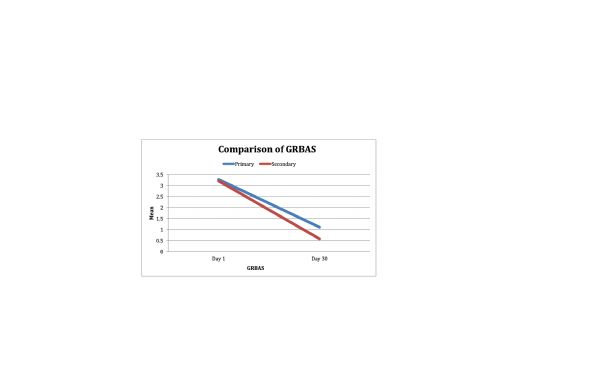 Comparison of GRBAS
Primary Secondary
3.5
3
2.5
2
1.5
1
0.5
0
Mean
Day 1 Day 30
GRBAS